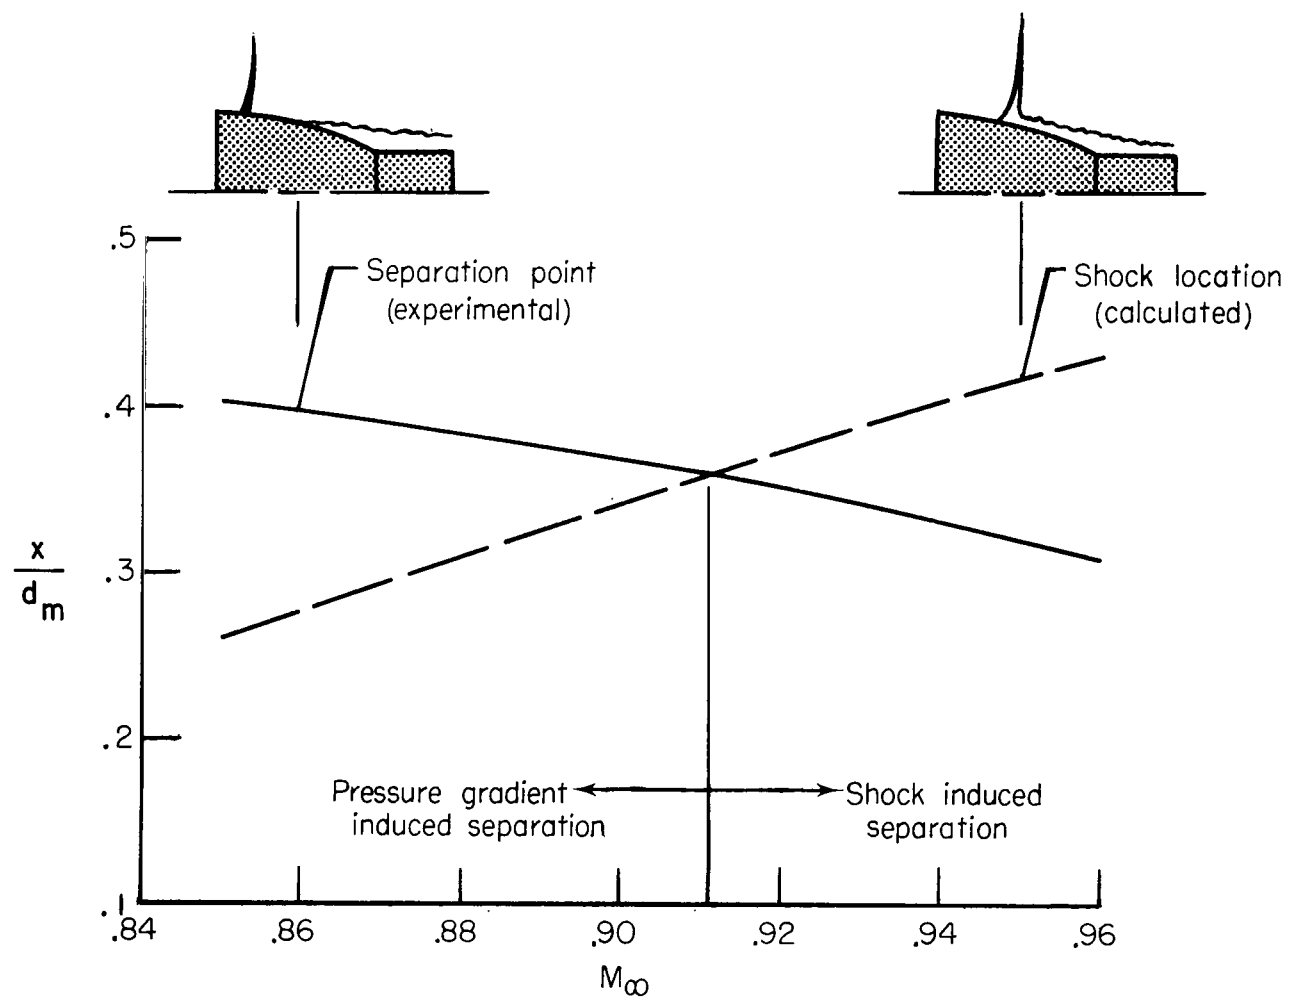 .5
Separation point
(experimental)
Shock location
(calculated)
.4
x
.3
d_m
.2
Pressure gradient
induced separation
Shock induced
separation
.1
.84
.86
.88
.90
.92
.94
.96
M∞